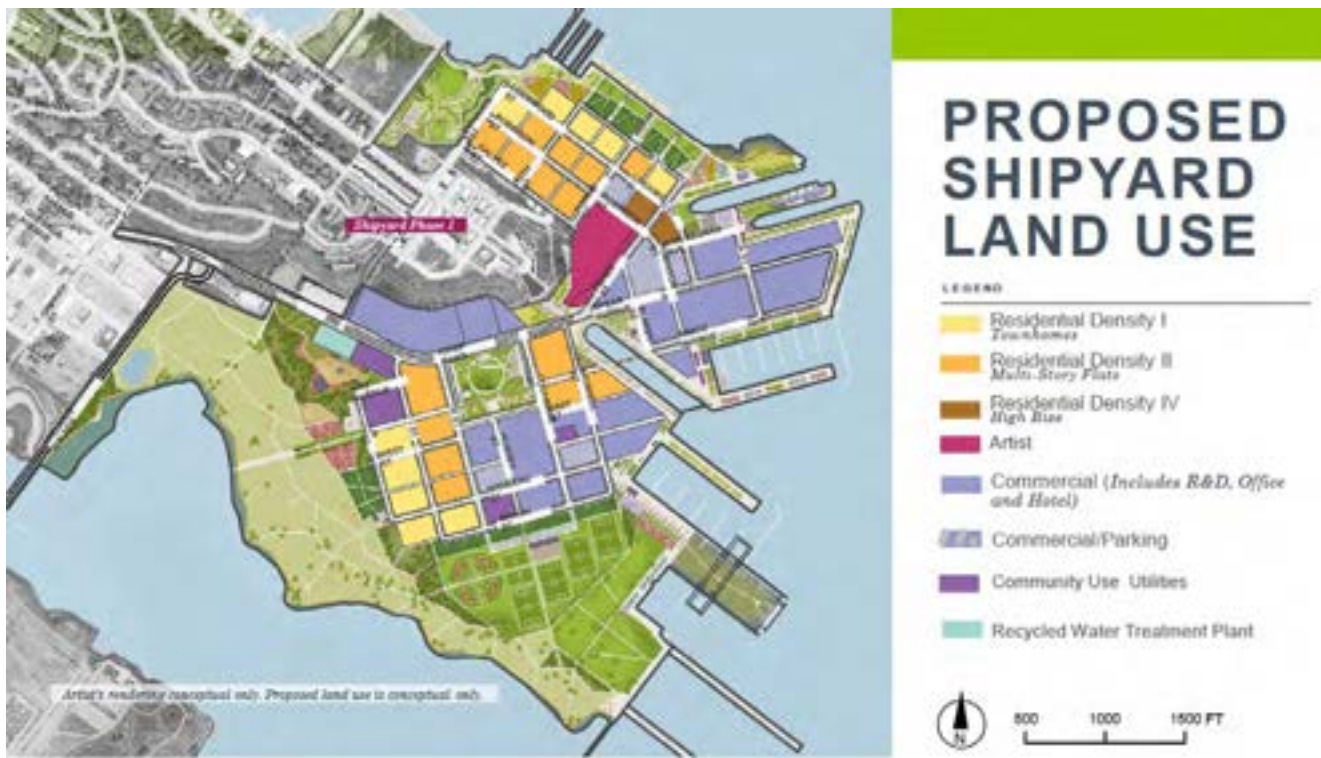 Shipyard Phase 1
Artist's rendering conceptual only. Proposed land use is conceptual only.
PROPOSED
SHIPYARD
LAND USE
LEGEND
Residential Density I
Townhomes
Residential Density II
Multi-Story Flats
Residential Density IV
High Rise
Artist
Commercial (Includes R&D, Office
and Hotel)
Commercial/Parking
Community Use Utilities
Recycled Water Treatment Plant
N
1000
1500 FT